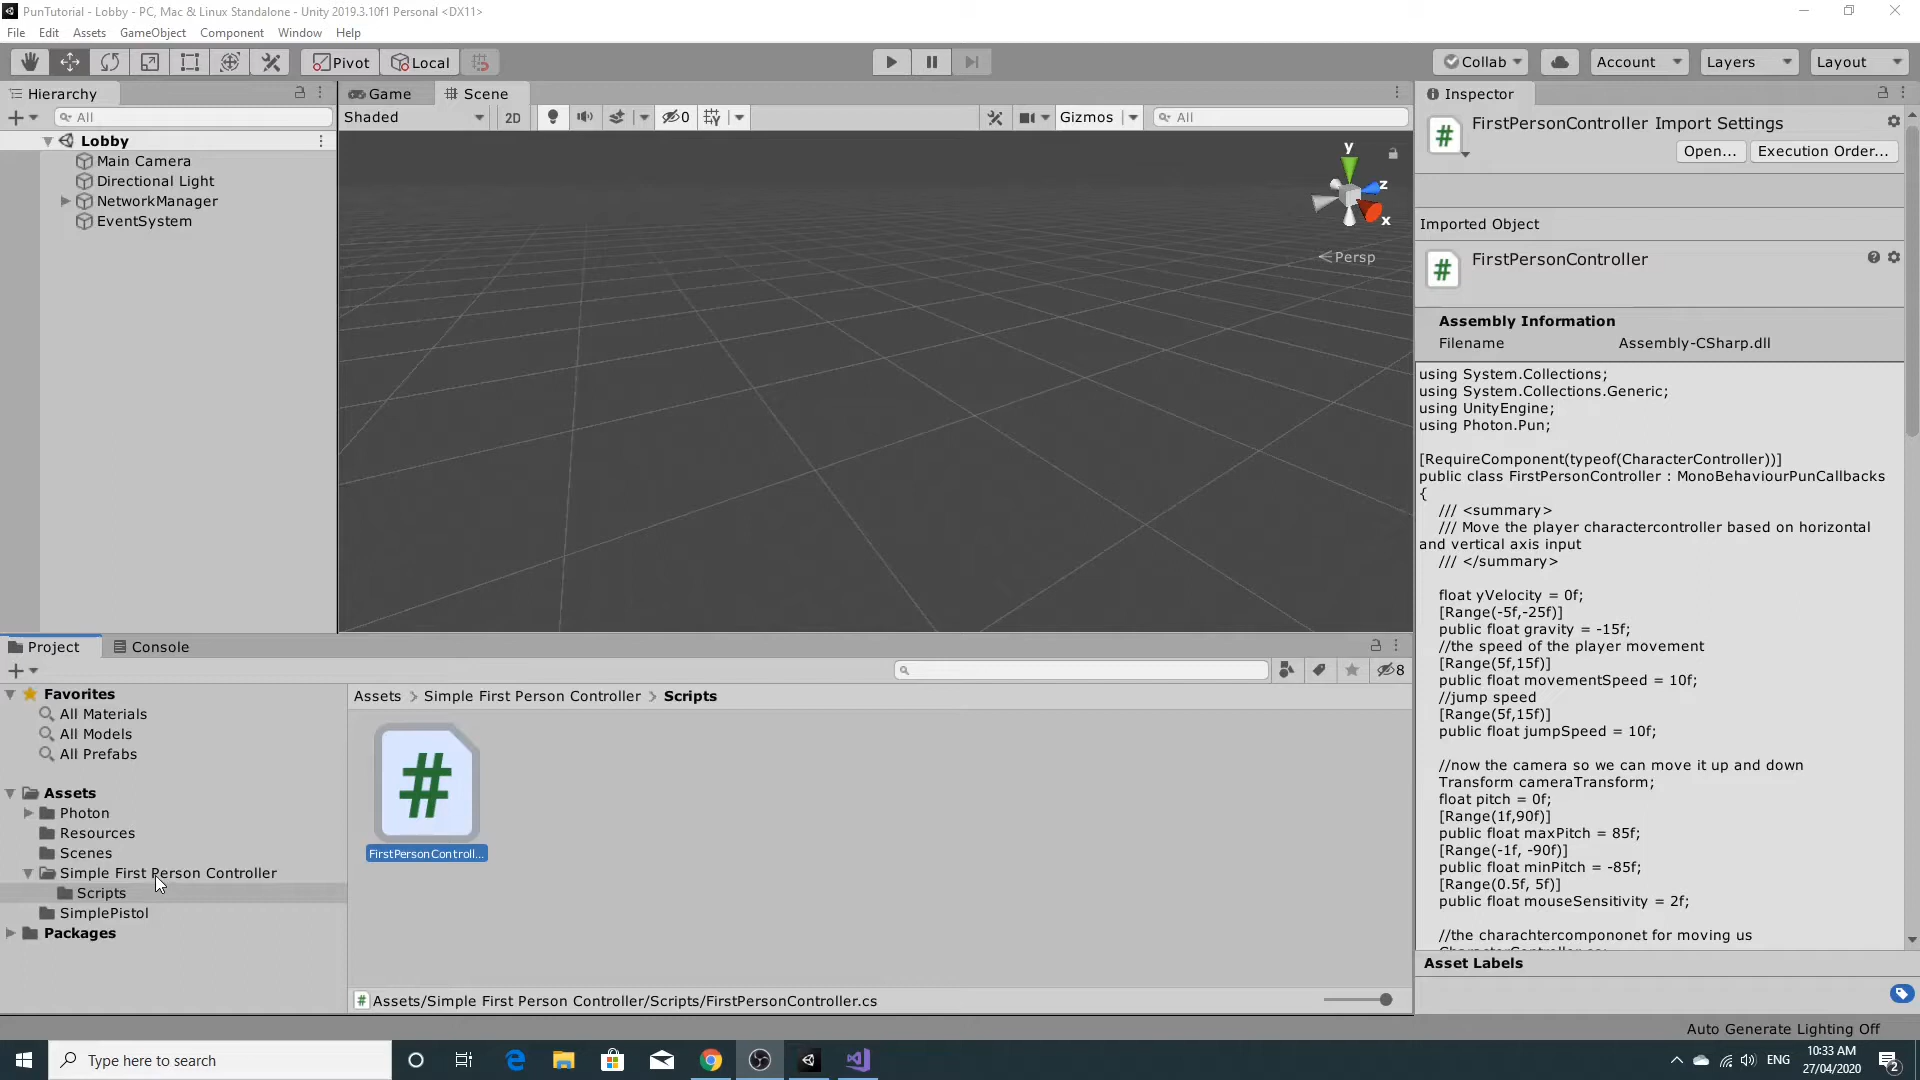 PunTutorial - Lobby - PC, Mac & Linux Standalone - Unity 2019.3.10f1 Personal <DX11>
File Edit Assets GameObject Component Window Help
Pivot Local Collab Account Layers Layout
Hierarchy
All
Lobby
Main Camera
Directional Light
NetworkManager
EventSystem
Game Scene
Shaded 2D 0 Gizmos All
y
z
x
Persp
Inspector
FirstPersonController Import Settings
Open... Execution Order...
Imported Object
FirstPersonController
Assembly Information
Filename Assembly-CSharp.dll
using System.Collections;
using System.Collections.Generic;
using UnityEngine;
using Photon.Pun;
[RequireComponent(typeof(CharacterController))]
public class FirstPersonController : MonoBehaviourPunCallbacks
{
/// <summary>
/// Move the player charactercontroller based on horizontal
and vertical axis input
/// </summary>
float yVelocity = 0f;
[Range(-5f,-25f)]
public float gravity = -15f;
//the speed of the player movement
[Range(5f,15f)]
public float movementSpeed = 10f;
//jump speed
[Range(5f,15f)]
public float jumpSpeed = 10f;
//now the camera so we can move it up and down
Transform cameraTransform;
float pitch = 0f;
[Range(1f,90f)]
public float maxPitch = 85f;
[Range(-1f, -90f)]
public float minPitch = -85f;
[Range(0.5f, 5f)]
public float mouseSensitivity = 2f;
//the charachtercompononet for moving us
Asset Labels
Project Console
8
Favorites
All Materials
All Models
All Prefabs
Assets
Photon
Resources
Scenes
Simple First Person Controller
Scripts
SimplePistol
Packages
Assets > Simple First Person Controller > Scripts
#
FirstPersonControll...
Assets/Simple First Person Controller/Scripts/FirstPersonController.cs
Auto Generate Lighting Off
Type here to search
ENG
10:33 AM
27/04/2020
2